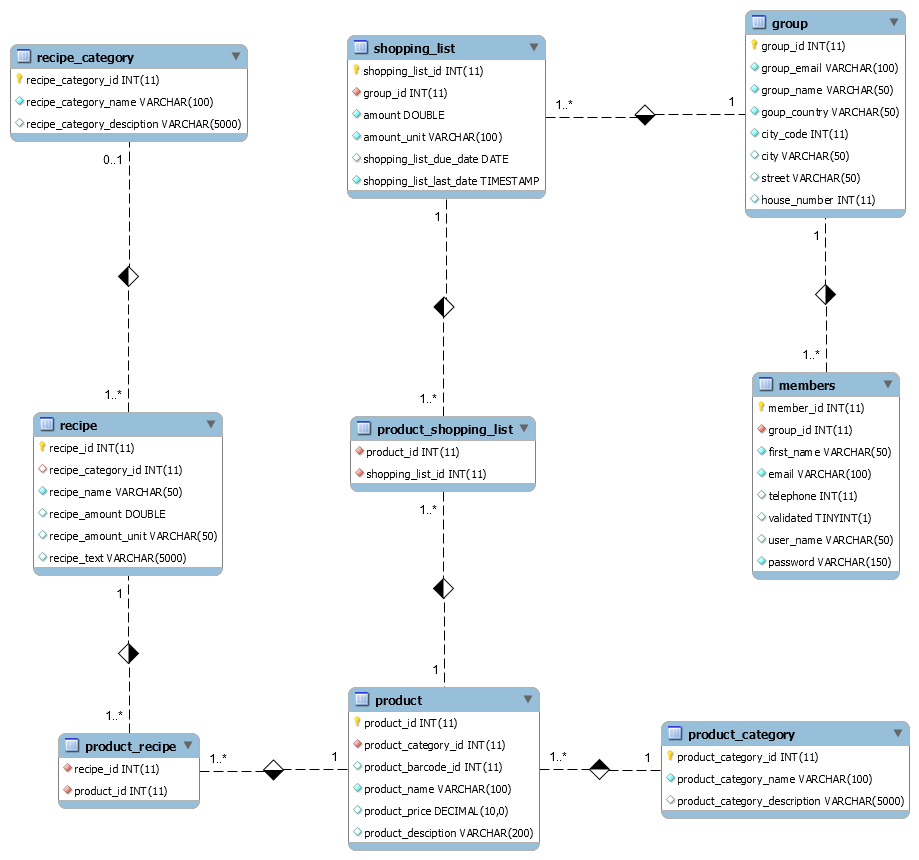 recipe_category
recipe_category_id INT(11)
recipe_category_name VARCHAR(100)
recipe_category_desciption VARCHAR(5000)
0..1
1..*
shopping_list
shopping_list_id INT(11)
group_id INT(11)
amount DOUBLE
amount_unit VARCHAR(100)
shopping_list_due_date DATE
shopping_list_last_date TIMESTAMP
1..*
1
group
group_id INT(11)
group_email VARCHAR(100)
group_name VARCHAR(50)
goup_country VARCHAR(50)
city_code INT(11)
city VARCHAR(50)
street VARCHAR(50)
house_number INT(11)
1
1..*
1
1..*
recipe
recipe_id INT(11)
recipe_category_id INT(11)
recipe_name VARCHAR(50)
recipe_amount DOUBLE
recipe_amount_unit VARCHAR(50)
recipe_text VARCHAR(5000)
1
1..*
product_shopping_list
product_id INT(11)
shopping_list_id INT(11)
1..*
1
members
member_id INT(11)
group_id INT(11)
first_name VARCHAR(50)
email VARCHAR(100)
telephone INT(11)
validated TINYINT(1)
user_name VARCHAR(50)
password VARCHAR(150)
product_recipe
recipe_id INT(11)
product_id INT(11)
1..*
1
product
product_id INT(11)
product_category_id INT(11)
product_barcode_id INT(11)
product_name VARCHAR(100)
product_price DECIMAL(10,0)
product_desciption VARCHAR(200)
1..*
1
product_category
product_category_id INT(11)
product_category_name VARCHAR(100)
product_category_description VARCHAR(5000)